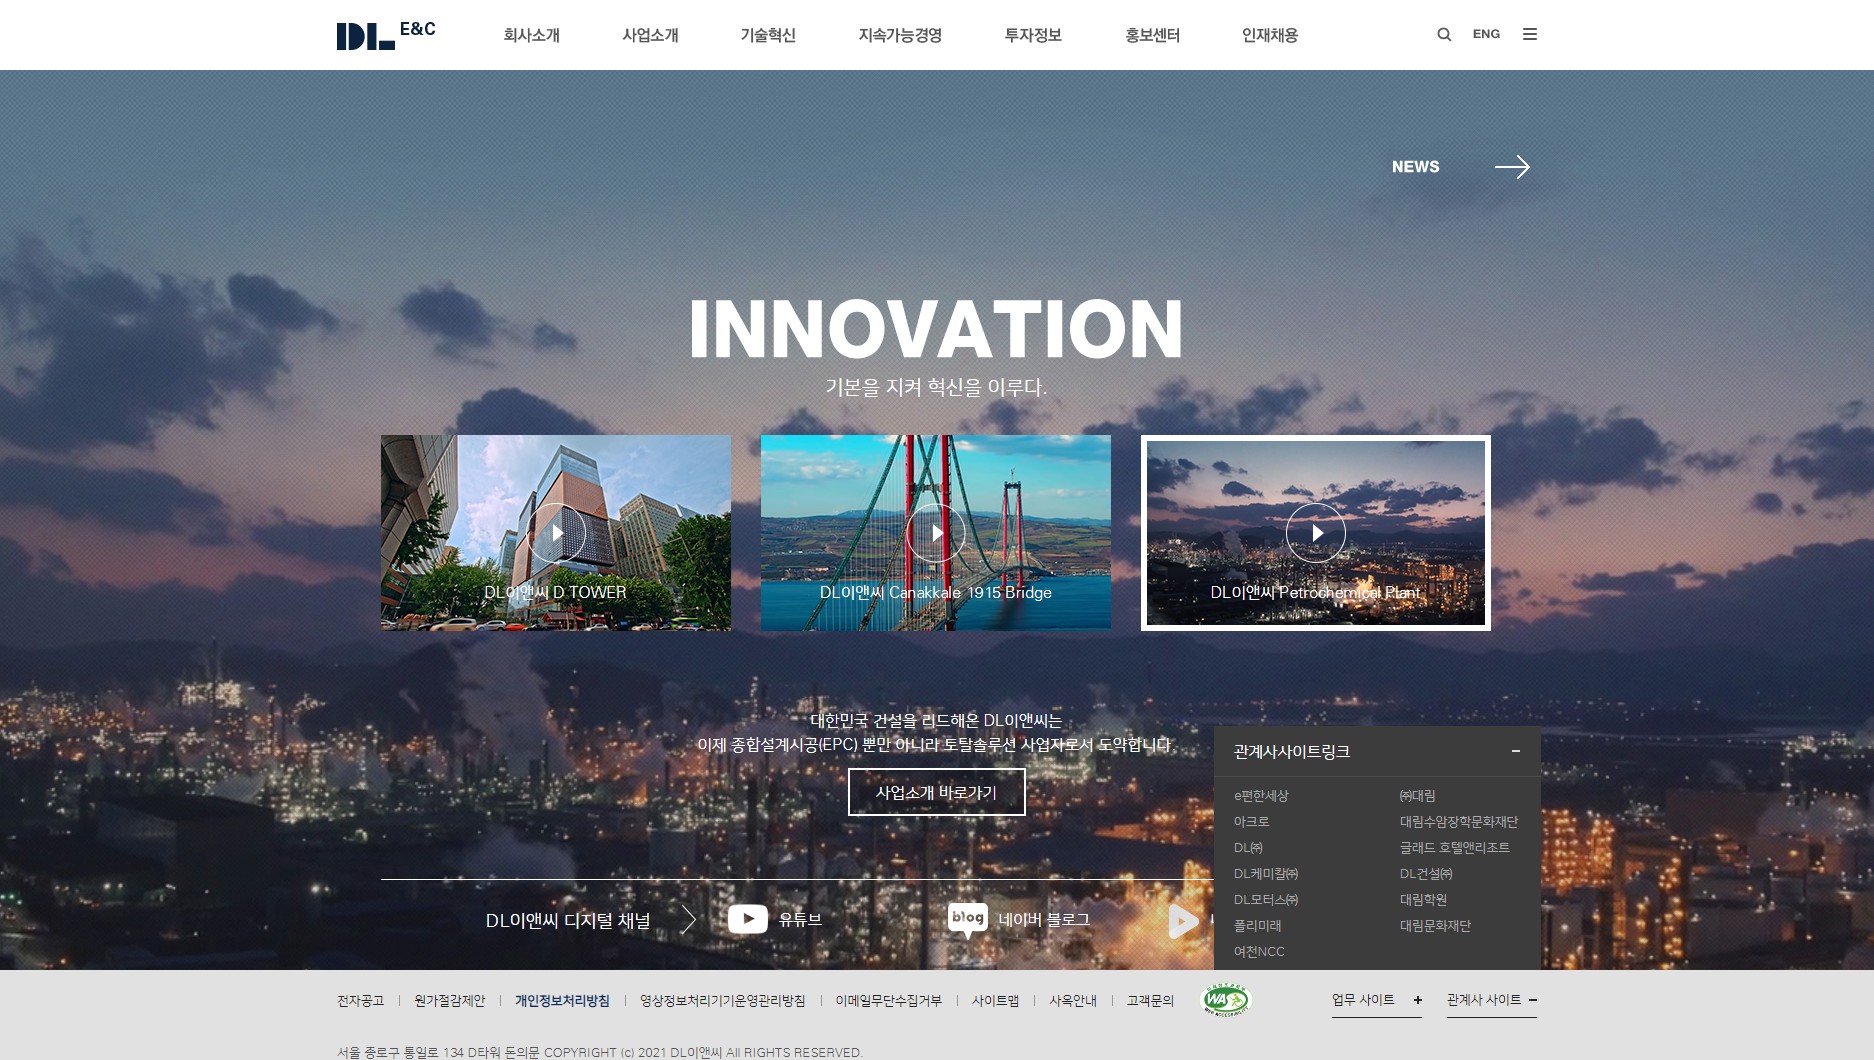 DL E&C
회사소개 사업소개 기술혁신 지속가능경영 투자정보 홍보센터 인재채용 ENG
NEWS
INNOVATION
기본을 지켜 혁신을 이루다.
DL이앤씨 D TOWER
DL이앤씨 Canakkale 1915 Bridge
DL이앤씨 Petrochemical Plant
대한민국 건설을 리드해온 DL이앤씨는
이제 종합설계시공(EPC) 뿐만 아니라 토탈솔루션 사업자로서 도약합니다.
사업소개 바로가기
관계사사이트링크
e편한세상 ㈜대림
아크로 대림수암장학문화재단
DL㈜ 글래드 호텔앤리조트
DL케미칼㈜ DL건설㈜
DL모터스㈜ 대림학원
폴리미래 대림문화재단
여천NCC
DL이앤씨 디지털 채널 유튜브 blog 네이버 블로그
전자공고 원가절감제안 개인정보처리방침 영상정보처리기기운영관리방침 이메일무단수집거부 사이트맵 사옥안내 고객문의 WA 업무 사이트 + 관계사 사이트 −
서울 종로구 통일로 134 D타워 돈의문 COPYRIGHT (c) 2021 DL이앤씨 All RIGHTS RESERVED.